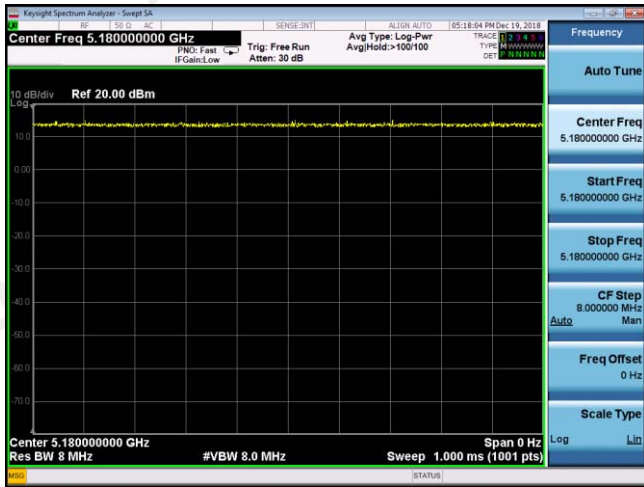 Keysight Spectrum Analyzer - Swept SA
RF 50 Ω AC SENSE:INT ALIGN AUTO 05:18:04 PM Dec 19, 2018
Center Freq 5.180000000 GHz
PNO: Fast
IFGain:Low
Trig: Free Run
Atten: 30 dB
Avg Type: Log-Pwr
Avg|Hold:>100/100
TRACE 1 2 3 4 5 6
TYPE M WWWWW
DET P N N N N N
10 dB/div
Log
Ref 20.00 dBm
10.0
0.00
-10.0
-20.0
-30.0
-40.0
-50.0
-60.0
-70.0
Center 5.180000000 GHz Span 0 Hz
Res BW 8 MHz #VBW 8.0 MHz Sweep 1.000 ms (1001 pts)
MSG STATUS
Frequency
Auto Tune
Center Freq
5.180000000 GHz
Start Freq
5.180000000 GHz
Stop Freq
5.180000000 GHz
CF Step
8.000000 MHz
Auto Man
Freq Offset
0 Hz
Scale Type
Log Lin